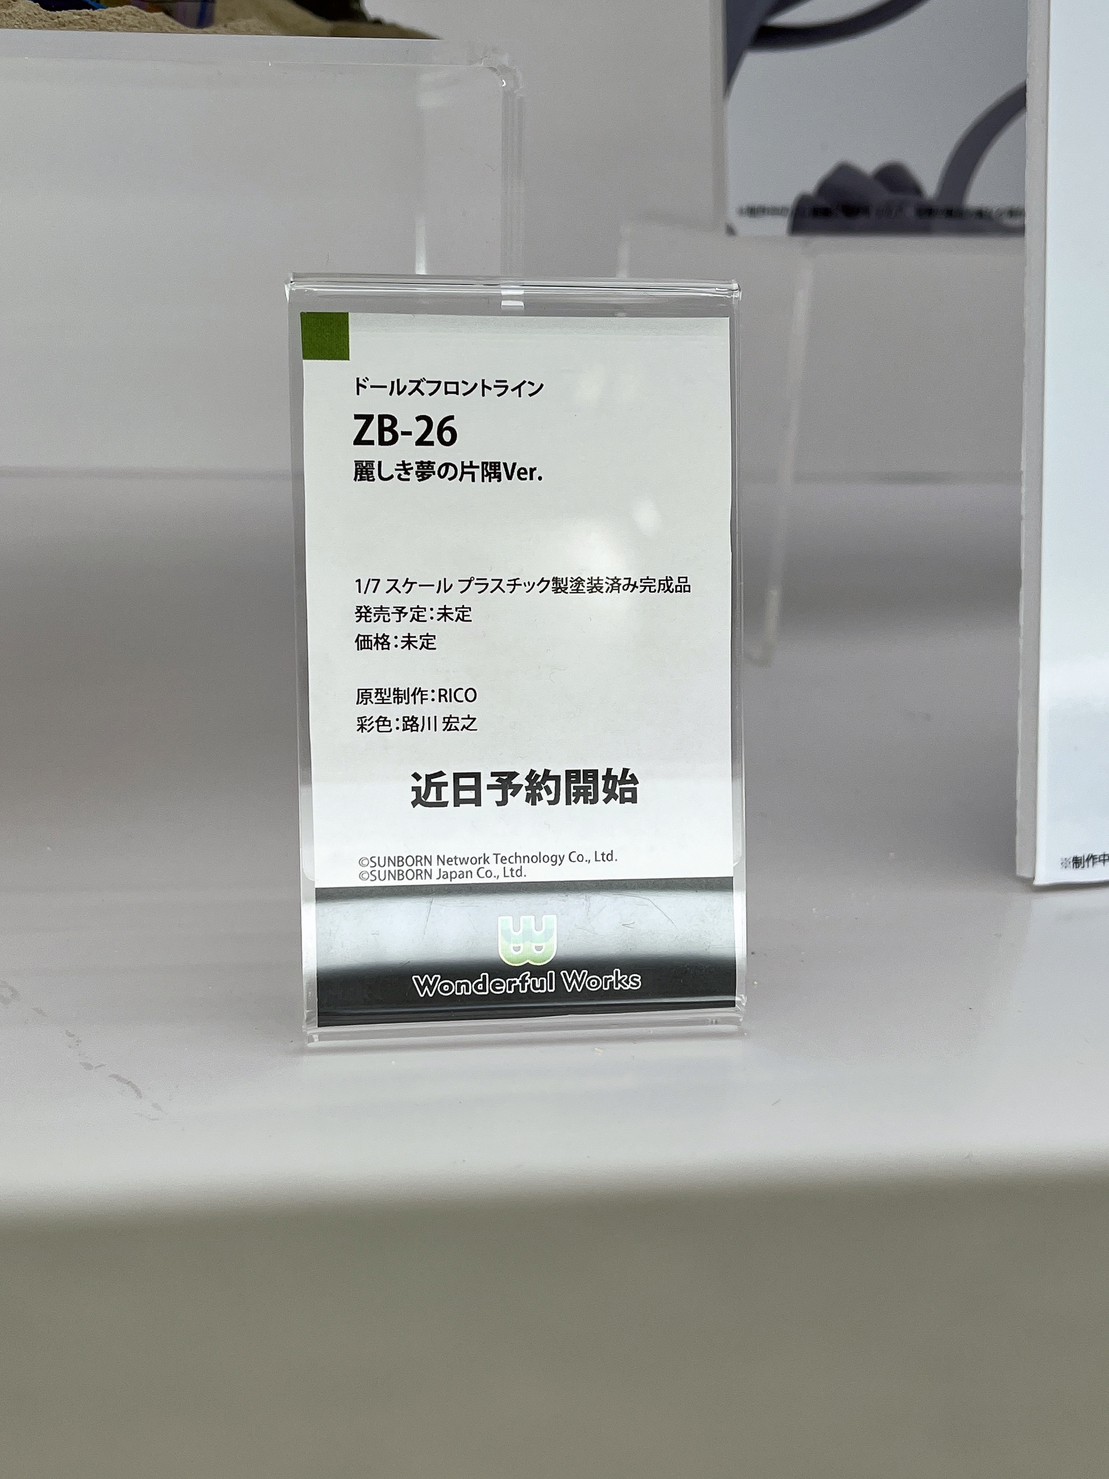 ドールズフロントライン
ZB-26
麗しき夢の片隅Ver.
1/7 スケール プラスチック製塗装済み完成品
発売予定：未定
価格：未定
原型制作：RICO
彩色：路川 宏之
近日予約開始
©SUNBORN Network Technology Co., Ltd.
©SUNBORN Japan Co., Ltd.
Wonderful Works
※制作中